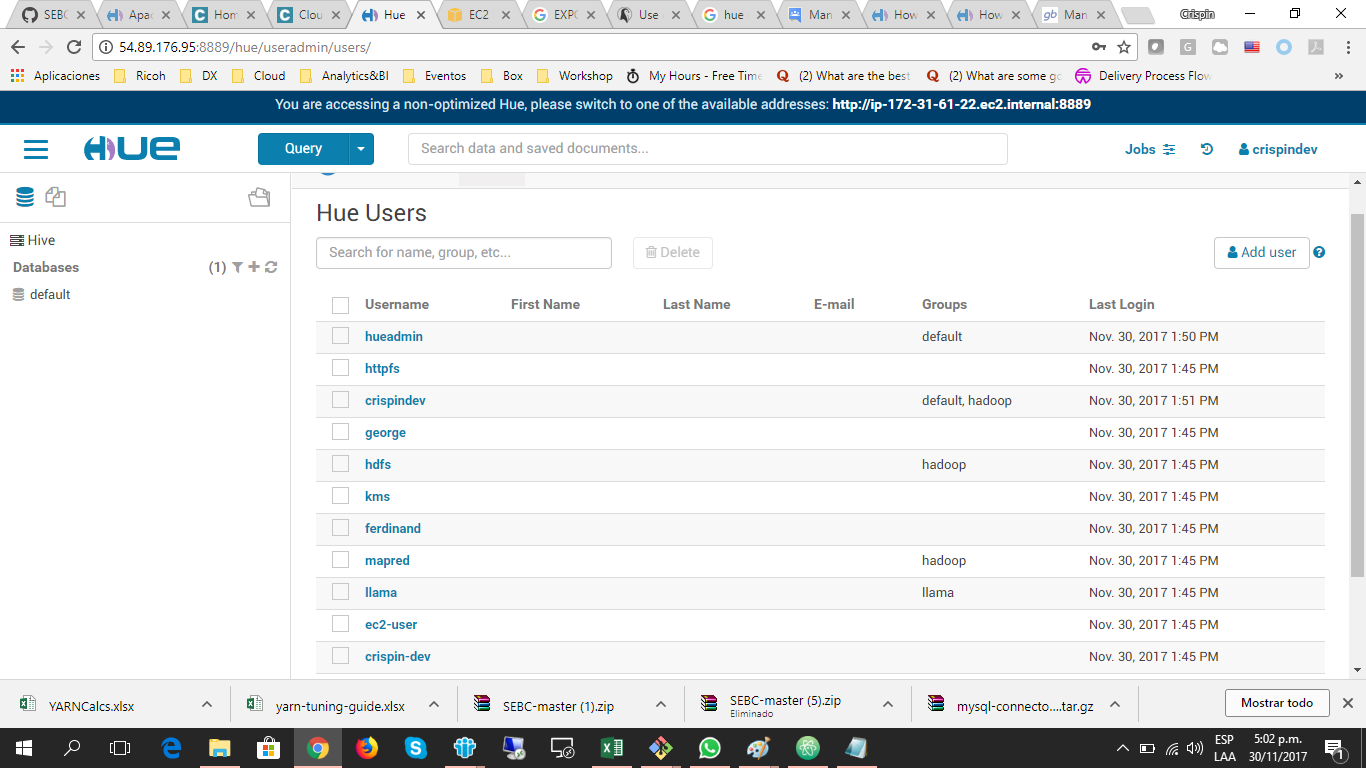 SEBC
Apac
Hom
Clou
Hue
EC2
EXPO
Use
hue
Man
How
How
Man
Crispin
54.89.176.95:8889/hue/useradmin/users/
Aplicaciones
Ricoh
DX
Cloud
Analytics&BI
Eventos
Box
Workshop
My Hours - Free Time
(2) What are the best
(2) What are some go
Delivery Process Flow
»
You are accessing a non-optimized Hue, please switch to one of the available addresses: http://ip-172-31-61-22.ec2.internal:8889
HUE
Query
Search data and saved documents...
Jobs
crispindev
Hive
Databases (1)
default
Hue Users
Search for name, group, etc...
Delete
Add user
Username First Name Last Name E-mail Groups Last Login
hueadmin default Nov. 30, 2017 1:50 PM
httpfs Nov. 30, 2017 1:45 PM
crispindev default, hadoop Nov. 30, 2017 1:51 PM
george Nov. 30, 2017 1:45 PM
hdfs hadoop Nov. 30, 2017 1:45 PM
kms Nov. 30, 2017 1:45 PM
ferdinand Nov. 30, 2017 1:45 PM
mapred hadoop Nov. 30, 2017 1:45 PM
llama llama Nov. 30, 2017 1:45 PM
ec2-user Nov. 30, 2017 1:45 PM
crispin-dev Nov. 30, 2017 1:45 PM
YARNCalcs.xlsx
yarn-tuning-guide.xlsx
SEBC-master (1).zip
SEBC-master (5).zip
Eliminado
mysql-connecto....tar.gz
Mostrar todo
ESP
LAA
5:02 p.m.
30/11/2017
1